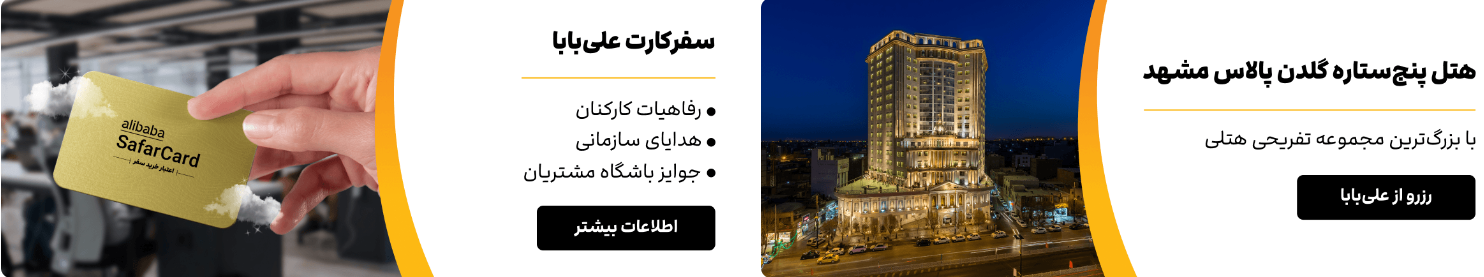 سفرکارت علی‌بابا
رفاهیات کارکنان
هدایای سازمانی
جوایز باشگاه مشتریان
اطلاعات بیشتر
alibaba
SafarCard
اعتبار خرید سفر
هتل پنج‌ستاره گلدن پالاس مشهد
با بزرگ‌ترین مجموعه تفریحی هتلی
رزرو از علی‌بابا